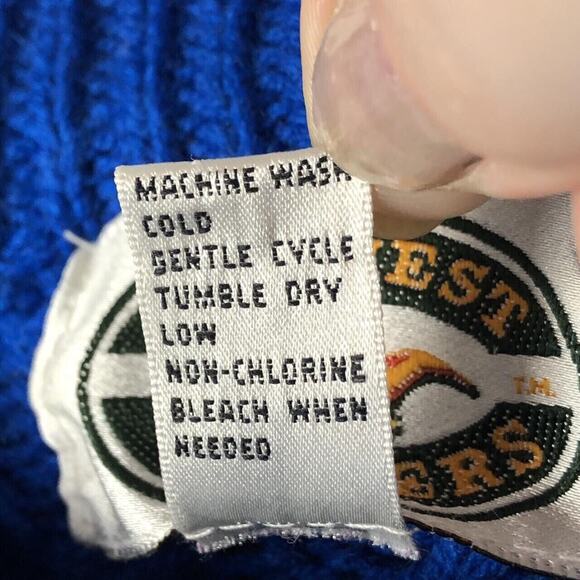 MACHINE WASH
COLD
GENTLE CYCLE
TUMBLE DRY
LOW
NON-CHLORINE
BLEACH WHEN
NEEDED
T.M.